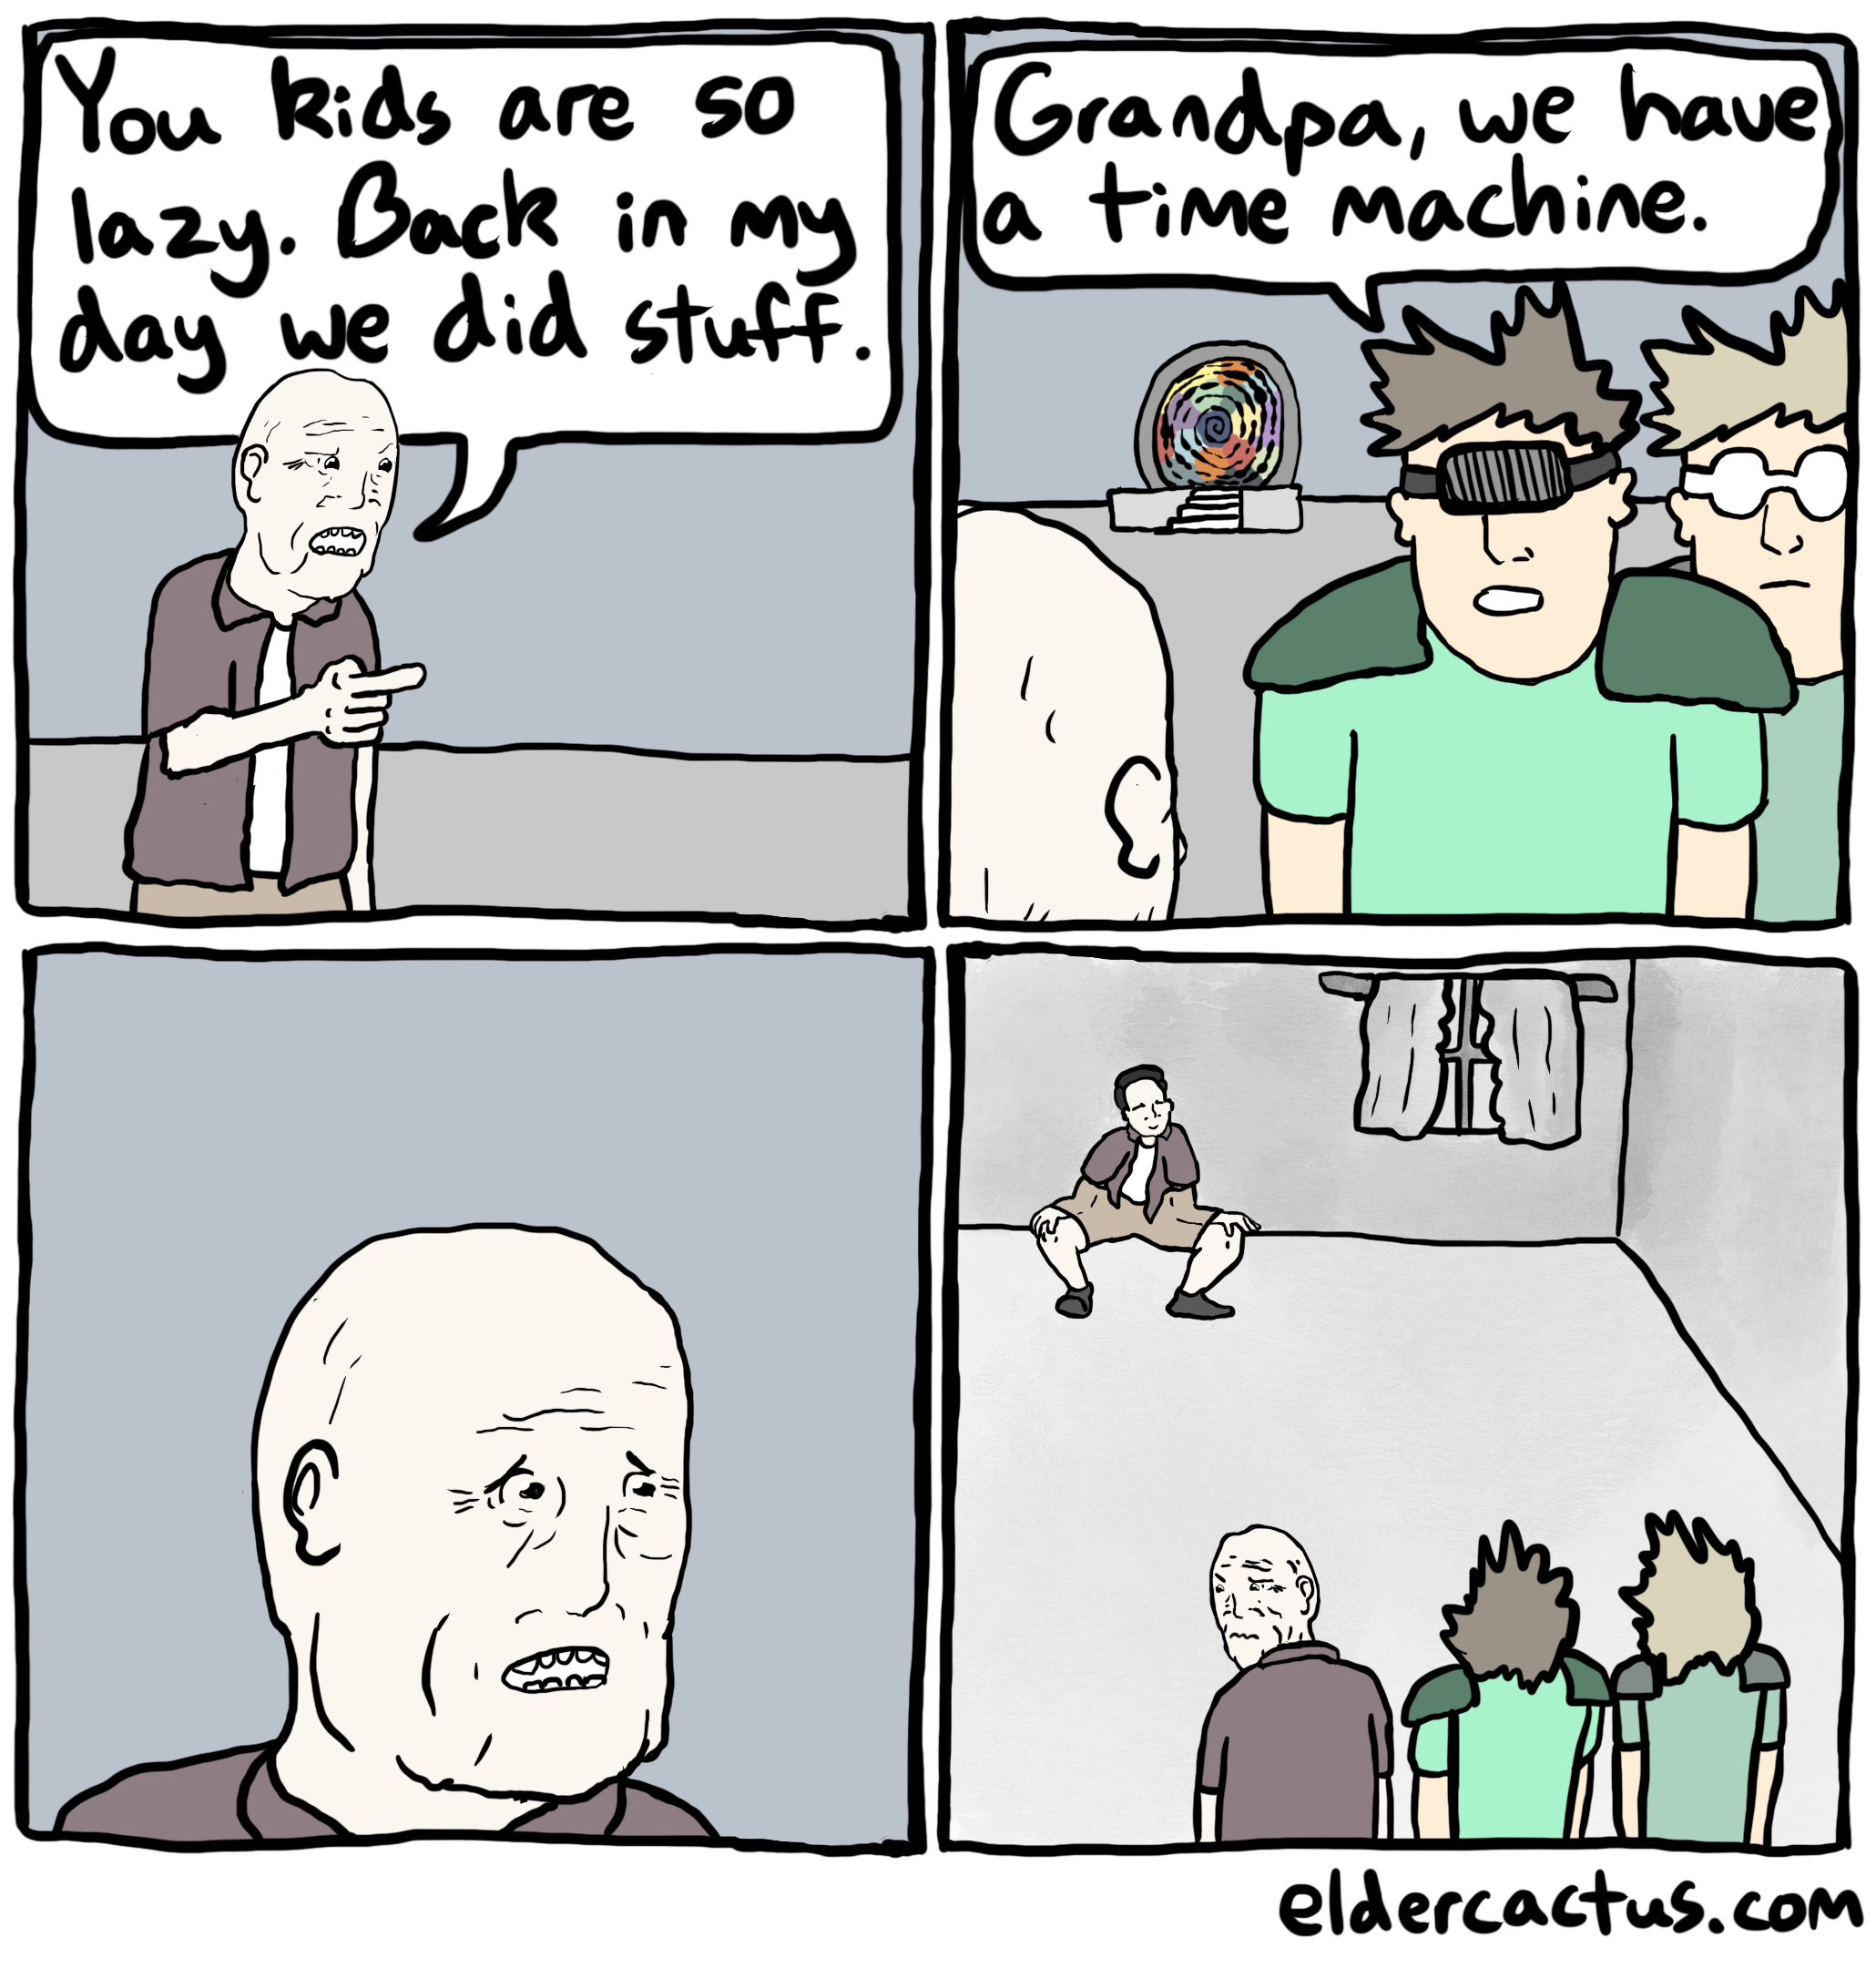 You kids are so
lazy. Back in my
day we did stuff.
Grandpa, we have
a time machine.
eldercactus.com